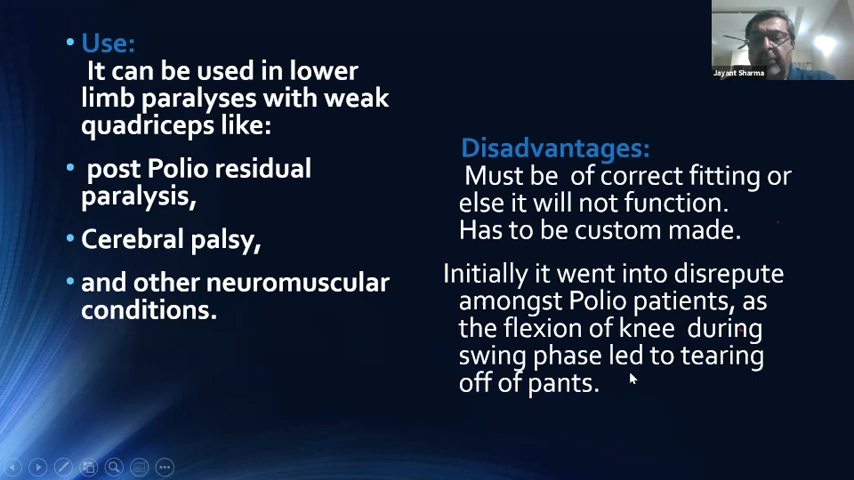 Use:
It can be used in lower
limb paralyses with weak
quadriceps like:
post Polio residual
paralysis,
Cerebral palsy,
and other neuromuscular
conditions.
Disadvantages:
Must be of correct fitting or
else it will not function.
Has to be custom made.
Initially it went into disrepute
amongst Polio patients, as
the flexion of knee during
swing phase led to tearing
off of pants.
Jayant Sharma